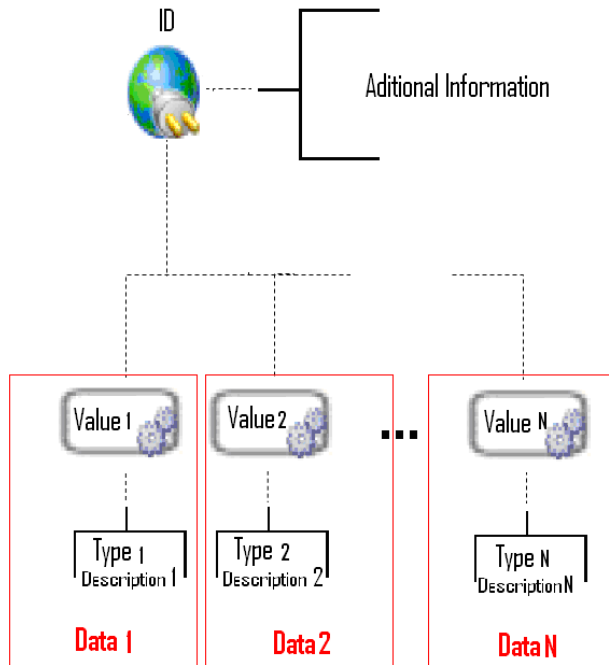 ID
Aditional Information
Value 1
Value 2
...
Value N
Type 1
Description 1
Type 2
Description 2
Type N
Description N
Data 1
Data 2
Data N